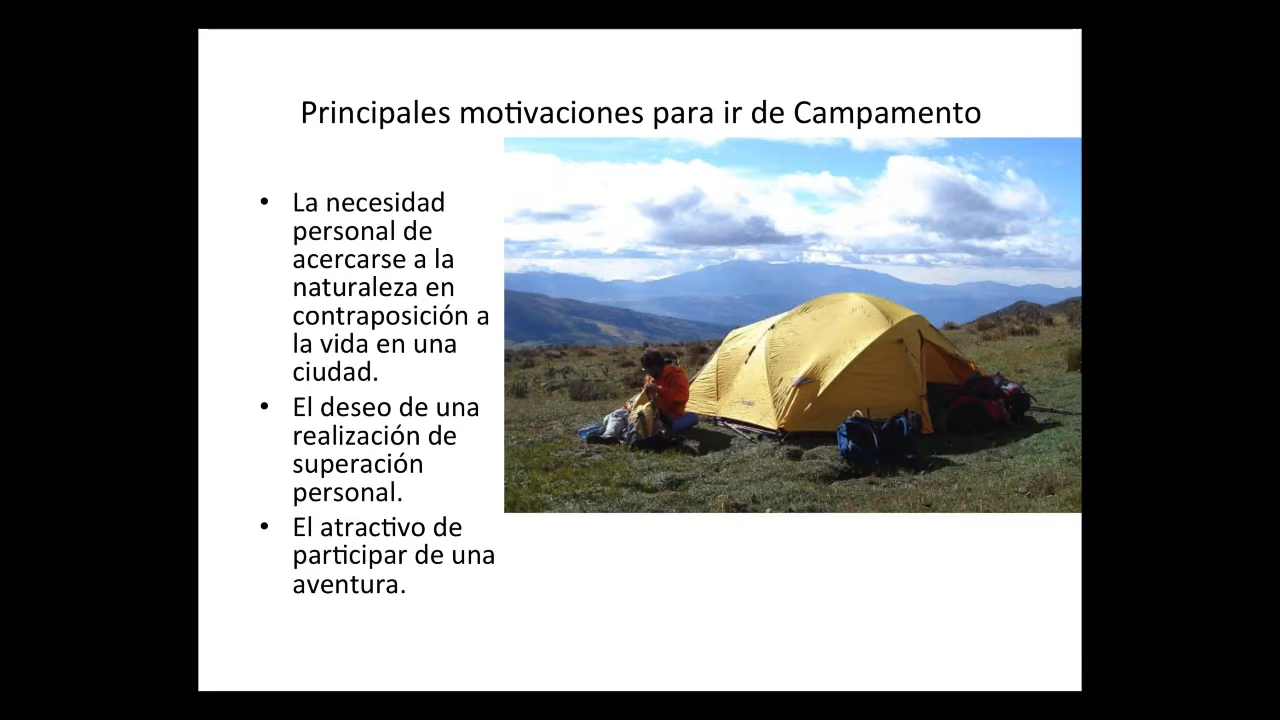 Principales motivaciones para ir de Campamento
• La necesidad
personal de
acercarse a la
naturaleza en
contraposición a
la vida en una
ciudad.
• El deseo de una
realización de
superación
personal.
• El atractivo de
participar de una
aventura.